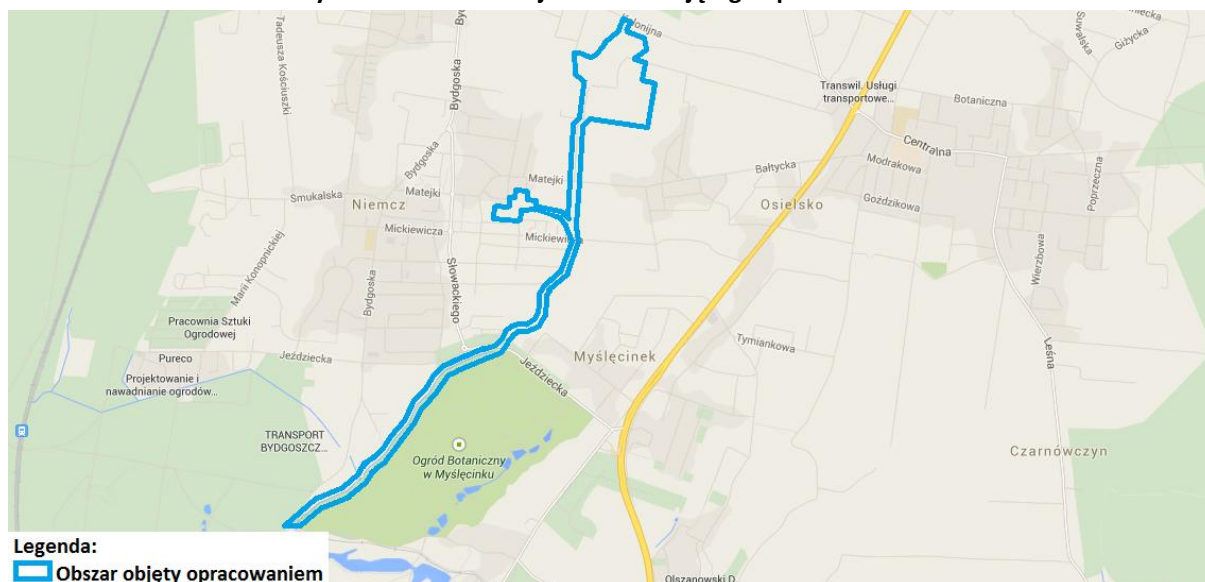 Kolonijna
Tadeusza Kościuszki
Bydgoska
Giżycka
Transwil. Usługi
transportowe...
Botaniczna
Centralna
Modrakowa
Bałtycka
Goździkowa
Poprzeczna
Bydgoska
Matejki
Matejki
Smukalska
Niemcz
Osielsko
Mickiewicza
Marii Konopnickiej
Słowackiego
Wierzbowa
Bydgoska
Pracownia Sztuki
Ogrodowej
Pureco
Jeździecka
Projektowanie i
nawadnianie ogrodów...
Myślęcinek
Jeździecka
Tymiankowa
Leśna
TRANSPORT
BYDGOSZCZ...
Ogród Botaniczny
w Myślęcinku
Czarnówczyn
Legenda:
Obszar objęty opracowaniem
Olszanowski D